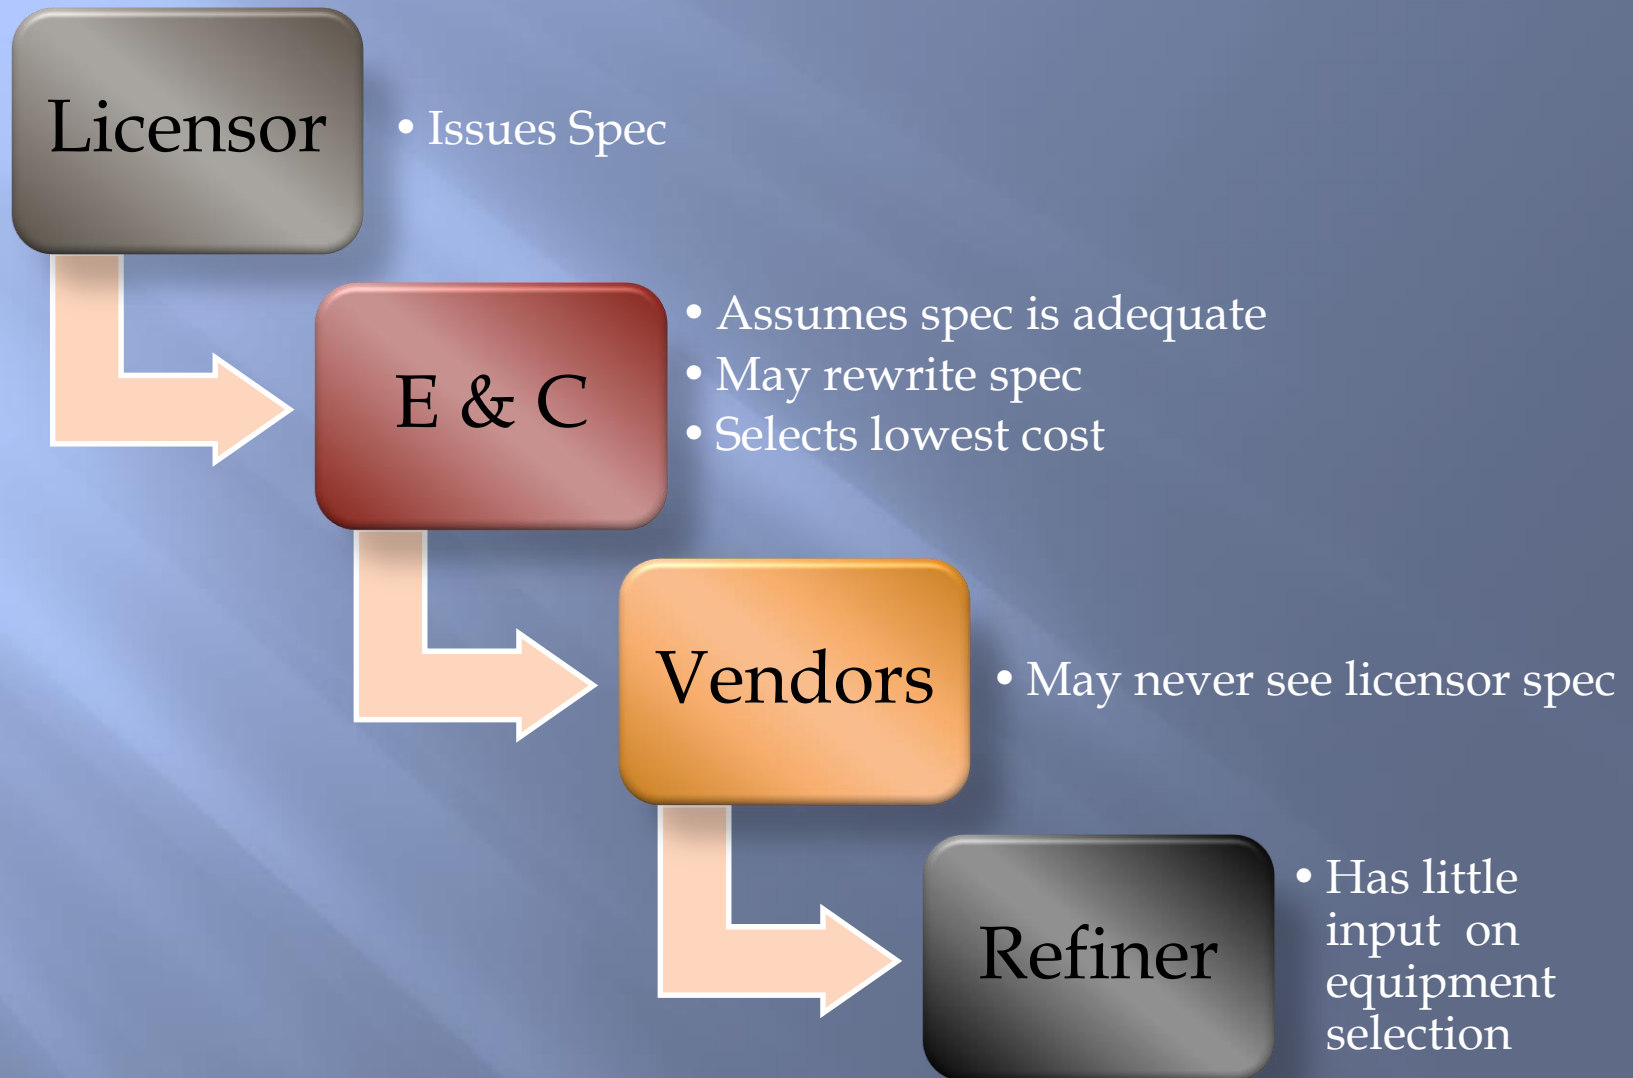 Licensor
• Issues Spec
E & C
• Assumes spec is adequate
• May rewrite spec
• Selects lowest cost
Vendors
• May never see licensor spec
Refiner
• Has little
input  on
equipment
selection